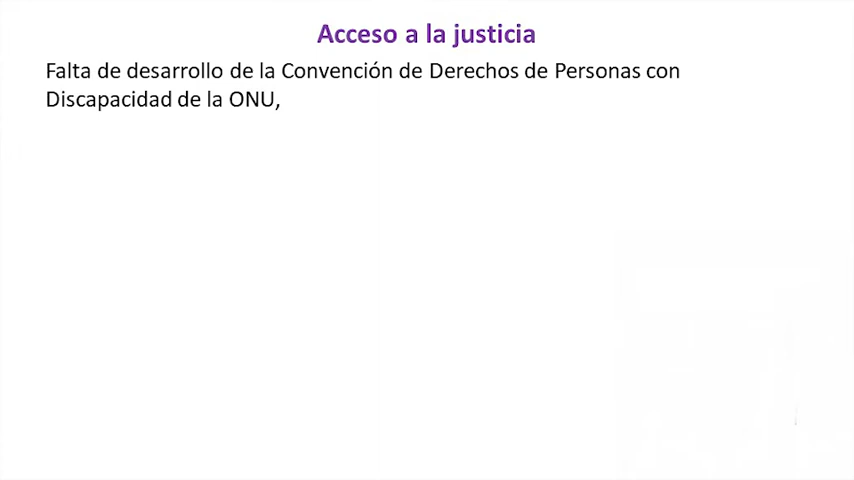 Acceso a la justicia
Falta de desarrollo de la Convención de Derechos de Personas con
Discapacidad de la ONU,